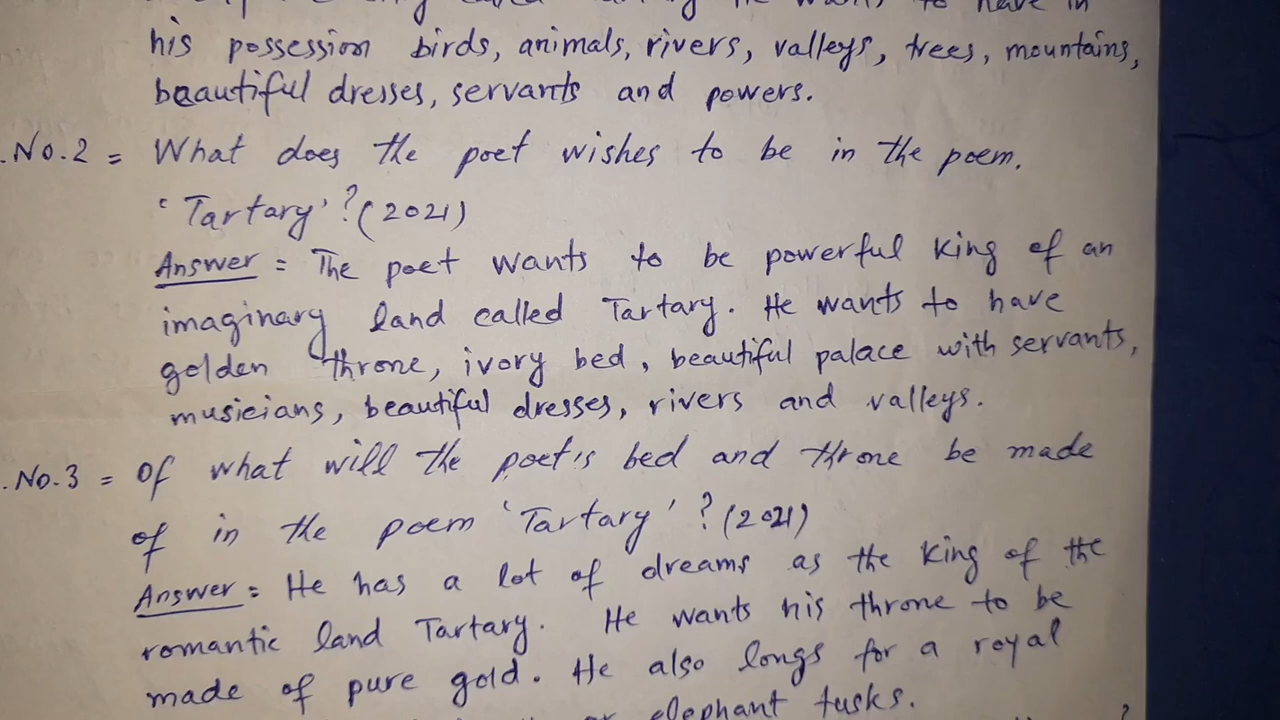 to have in
his possession birds, animals, rivers, valleys, trees, mountains,
beautiful dresses, servants and powers.
.No.2 = What does the poet wishes to be in the poem.
'Tartary'? (2021)
Answer = The poet wants to be powerful king of an
imaginary land called Tartary. He wants to have
golden throne, ivory bed, beautiful palace with servants,
musicians, beautiful dresses, rivers and valleys.
.No.3 = Of what will the poet's bed and throne be made
of in the poem 'Tartary'? (2021)
Answer = He has a lot of dreams as the king of the
romantic land Tartary. He wants his throne to be
made of pure gold. He also longs for a royal
or elephant tusks.